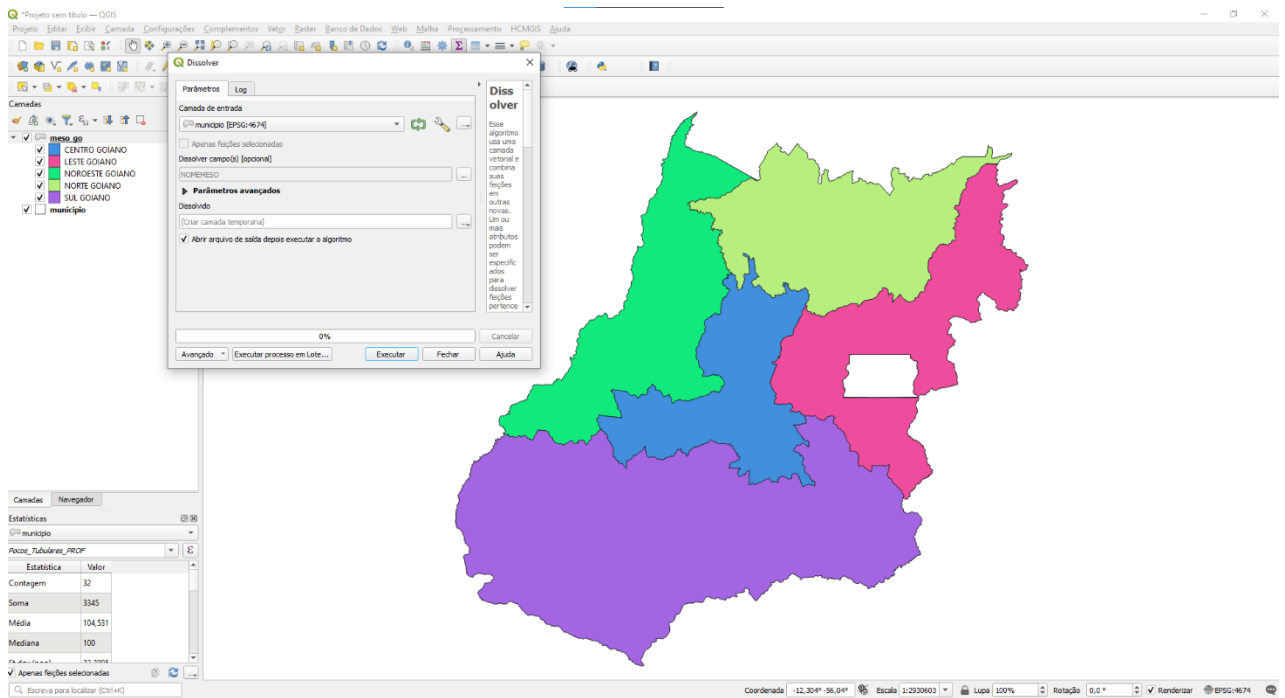 *Projeto sem título — QGIS
Projeto Editar Exibir Camada Configurações Complementos Vetor Raster Banco de Dados Web Malha Processamento HCMGIS Ajuda
Dissolver
Parâmetros Log
Camada de entrada
municipio [EPSG:4674]
Apenas feições selecionadas
Dissolver campo(s) [opcional]
NOMEMESO
...
Parâmetros avançados
Dissolvido
[Criar camada temporaria]
...
Abrir arquivo de saída depois executar o algoritmo
0%
Cancelar
Avançado
Executar processo em Lote...
Executar
Fechar
Ajuda
Diss
olver
Esse
algoritmo
usa uma
camada
vetorial e
combina
suas
feições
em
outras
novas.
Um ou
mais
atributos
podem
ser
especific
ados
para
dissolver
feições
pertence
Camadas
meso_go
CENTRO GOIANO
LESTE GOIANO
NOROESTE GOIANO
NORTE GOIANO
SUL GOIANO
municipio
Camadas Navegador
Estatísticas
municipio
Pocos_Tubulares_PROF
ε
Estatística Valor
Contagem 32
Soma 3345
Média 104,531
Mediana 100
Apenas feições selecionadas
Escreva para localizar (Ctrl+K)
Coordenada -12,304° -56,04° Escala 1:2930603 Lupa 100% Rotação 0,0 ° Renderizar EPSG:4674